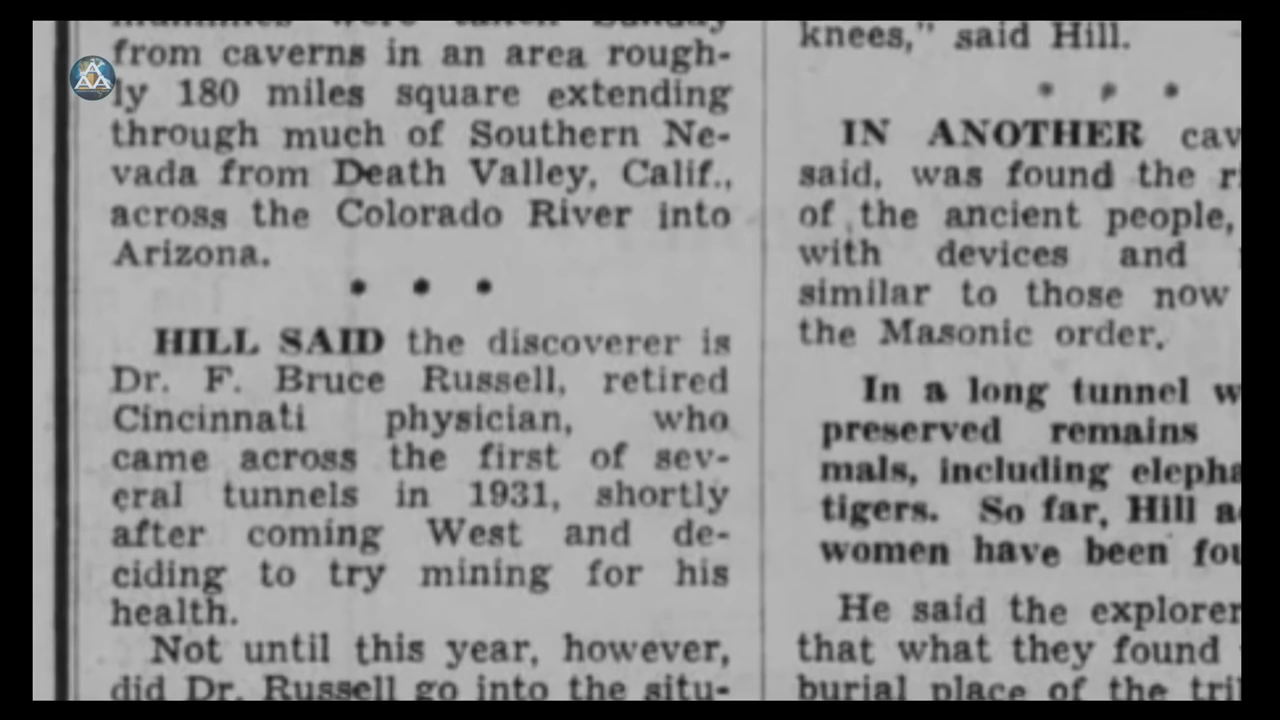 mummies were taken Sunday
from caverns in an area rough-
ly 180 miles square extending
through much of Southern Ne-
vada from Death Valley, Calif.,
across the Colorado River into
Arizona.
HILL SAID the discoverer is
Dr. F. Bruce Russell, retired
Cincinnati physician, who
came across the first of sev-
eral tunnels in 1931, shortly
after coming West and de-
ciding to try mining for his
health.
Not until this year, however,
did Dr. Russell go into the situ-
knees," said Hill.
IN ANOTHER cav
said, was found the ri
of the ancient people,
with devices and
similar to those now
the Masonic order.
In a long tunnel w
preserved remains
mals, including elepha
tigers. So far, Hill a
women have been fou
He said the explorer
that what they found
burial place of the tri